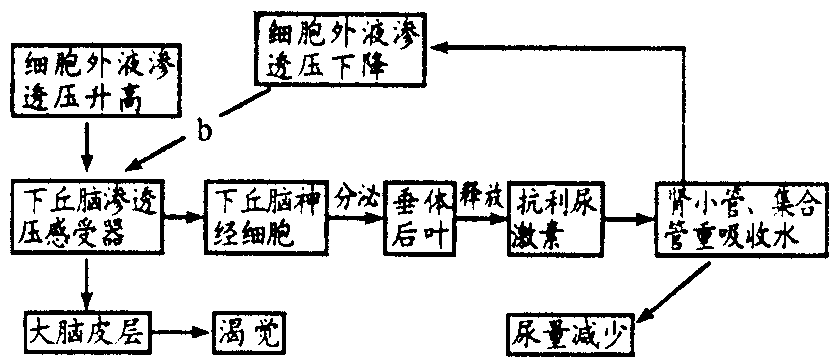 细胞外液渗
透压下降
细胞外液渗
透压升高
b
下丘脑渗透
压感受器
下丘脑神
经细胞
分泌
垂体
后叶
释放
抗利尿
激素
肾小管、集合
管重吸收水
大脑皮层
渴觉
尿量减少